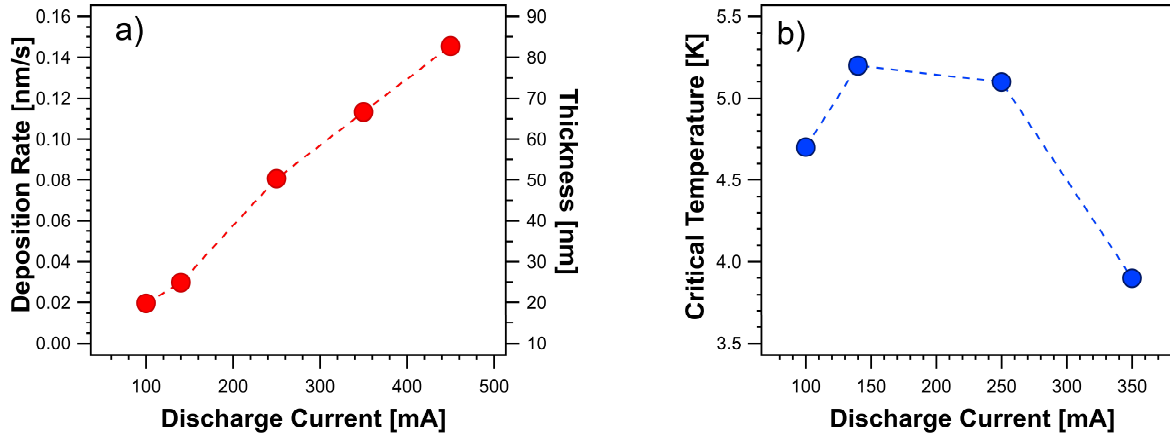 a)
Deposition Rate [nm/s]
0.16
0.14
0.12
0.10
0.08
0.06
0.04
0.02
0.00
90
80
70
60
50
40
30
20
10
Thickness [nm]
100 200 300 400 500
Discharge Current [mA]
b)
Critical Temperature [K]
5.5
5.0
4.5
4.0
3.5
100 150 200 250 300 350
Discharge Current [mA]